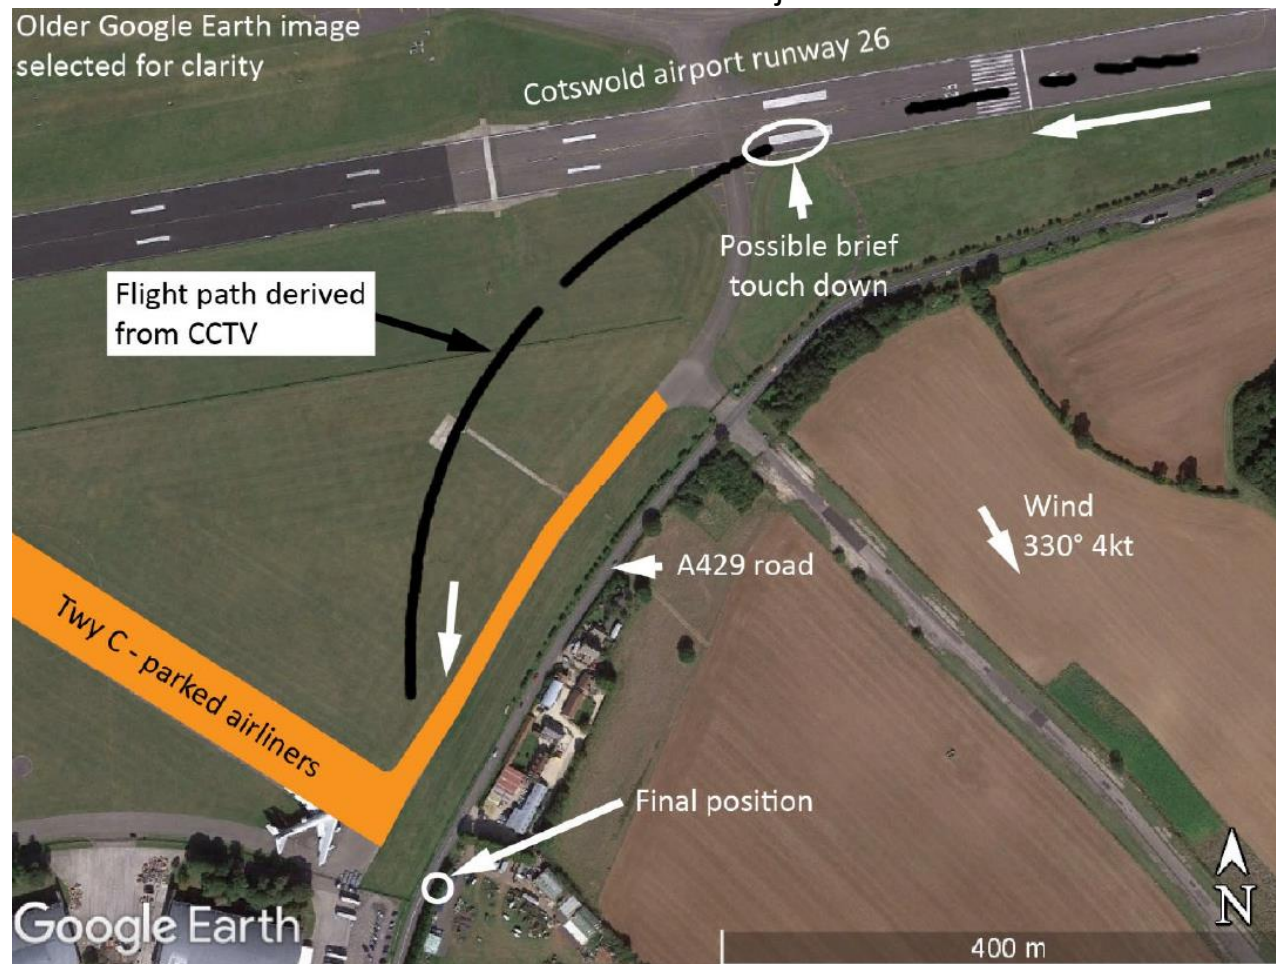 Older Google Earth image
selected for clarity
Cotswold airport runway 26
Possible brief
touch down
Flight path derived
from CCTV
Wind
330° 4kt
A429 road
Twy C - parked airliners
Final position
N
Google Earth
400 m